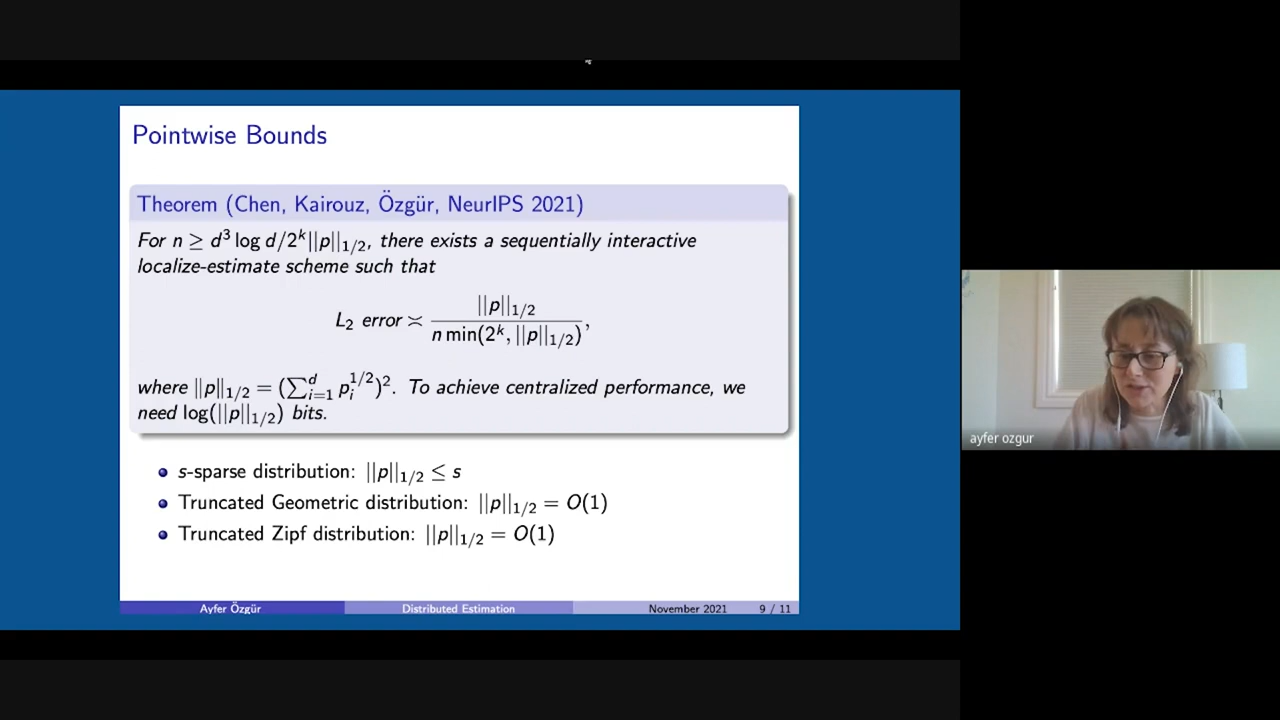 Pointwise Bounds
Theorem (Chen, Kairouz, Özgür, NeurIPS 2021)
For n ≥ d³ log d/2ᵏ||p||₁/₂, there exists a sequentially interactive
localize-estimate scheme such that
L₂ error ≍ ||p||₁/₂ / n min(2ᵏ, ||p||₁/₂),
where ||p||₁/₂ = (∑ᵢ₌₁ᵈ pᵢ^1/2)². To achieve centralized performance, we
need log(||p||₁/₂) bits.
• s-sparse distribution: ||p||₁/₂ ≤ s
• Truncated Geometric distribution: ||p||₁/₂ = O(1)
• Truncated Zipf distribution: ||p||₁/₂ = O(1)
Ayfer Özgür Distributed Estimation November 2021 9 / 11
ayfer ozgur